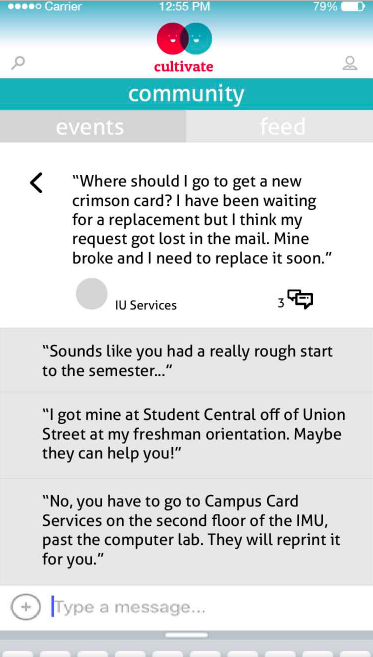 Carrier 12:55 PM 79%
cultivate
community
events feed
“Where should I go to get a new
crimson card? I have been waiting
for a replacement but I think my
request got lost in the mail. Mine
broke and I need to replace it soon.”
IU Services 3
“Sounds like you had a really rough start
to the semester...”
“I got mine at Student Central off of Union
Street at my freshman orientation. Maybe
they can help you!”
“No, you have to go to Campus Card
Services on the second floor of the IMU,
past the computer lab. They will reprint it
for you.”
Type a message...